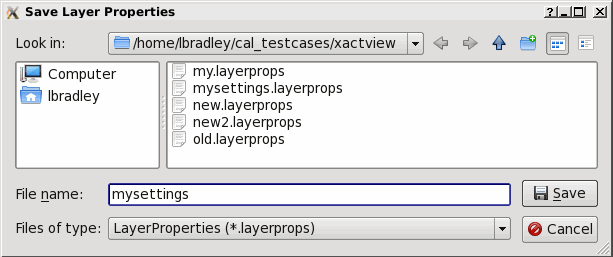 Save Layer Properties
Look in: /home/lbradley/cal_testcases/xactview
Computer
lbradley
my.layerprops
mysettings.layerprops
new.layerprops
new2.layerprops
old.layerprops
File name: mysettings Save
Files of type: LayerProperties (*.layerprops) Cancel